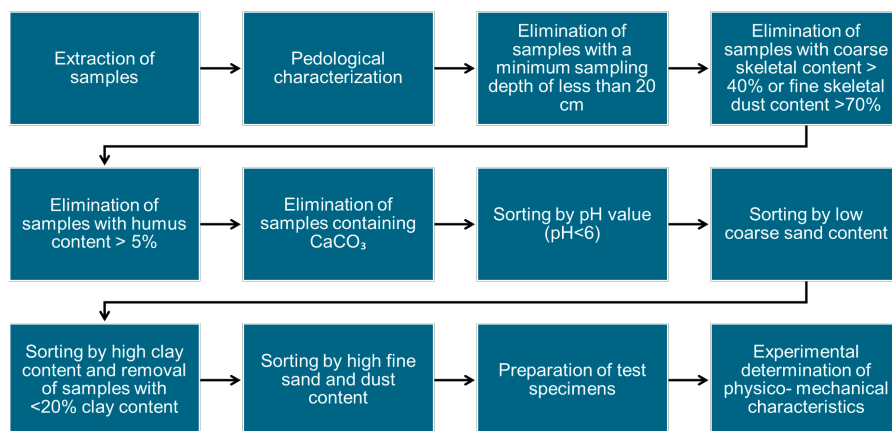 Extraction of
samples
Pedological
characterization
Elimination of
samples with a
minimum sampling
depth of less than 20
cm
Elimination of
samples with coarse
skeletal content >
40% or fine skeletal
dust content >70%
Elimination of
samples with humus
content > 5%
Elimination of
samples containing
CaCO₃
Sorting by pH value
(pH<6)
Sorting by low
coarse sand content
Sorting by high clay
content and removal
of samples with
<20% clay content
Sorting by high fine
sand and dust
content
Preparation of test
specimens
Experimental
determination of
physico- mechanical
characteristics